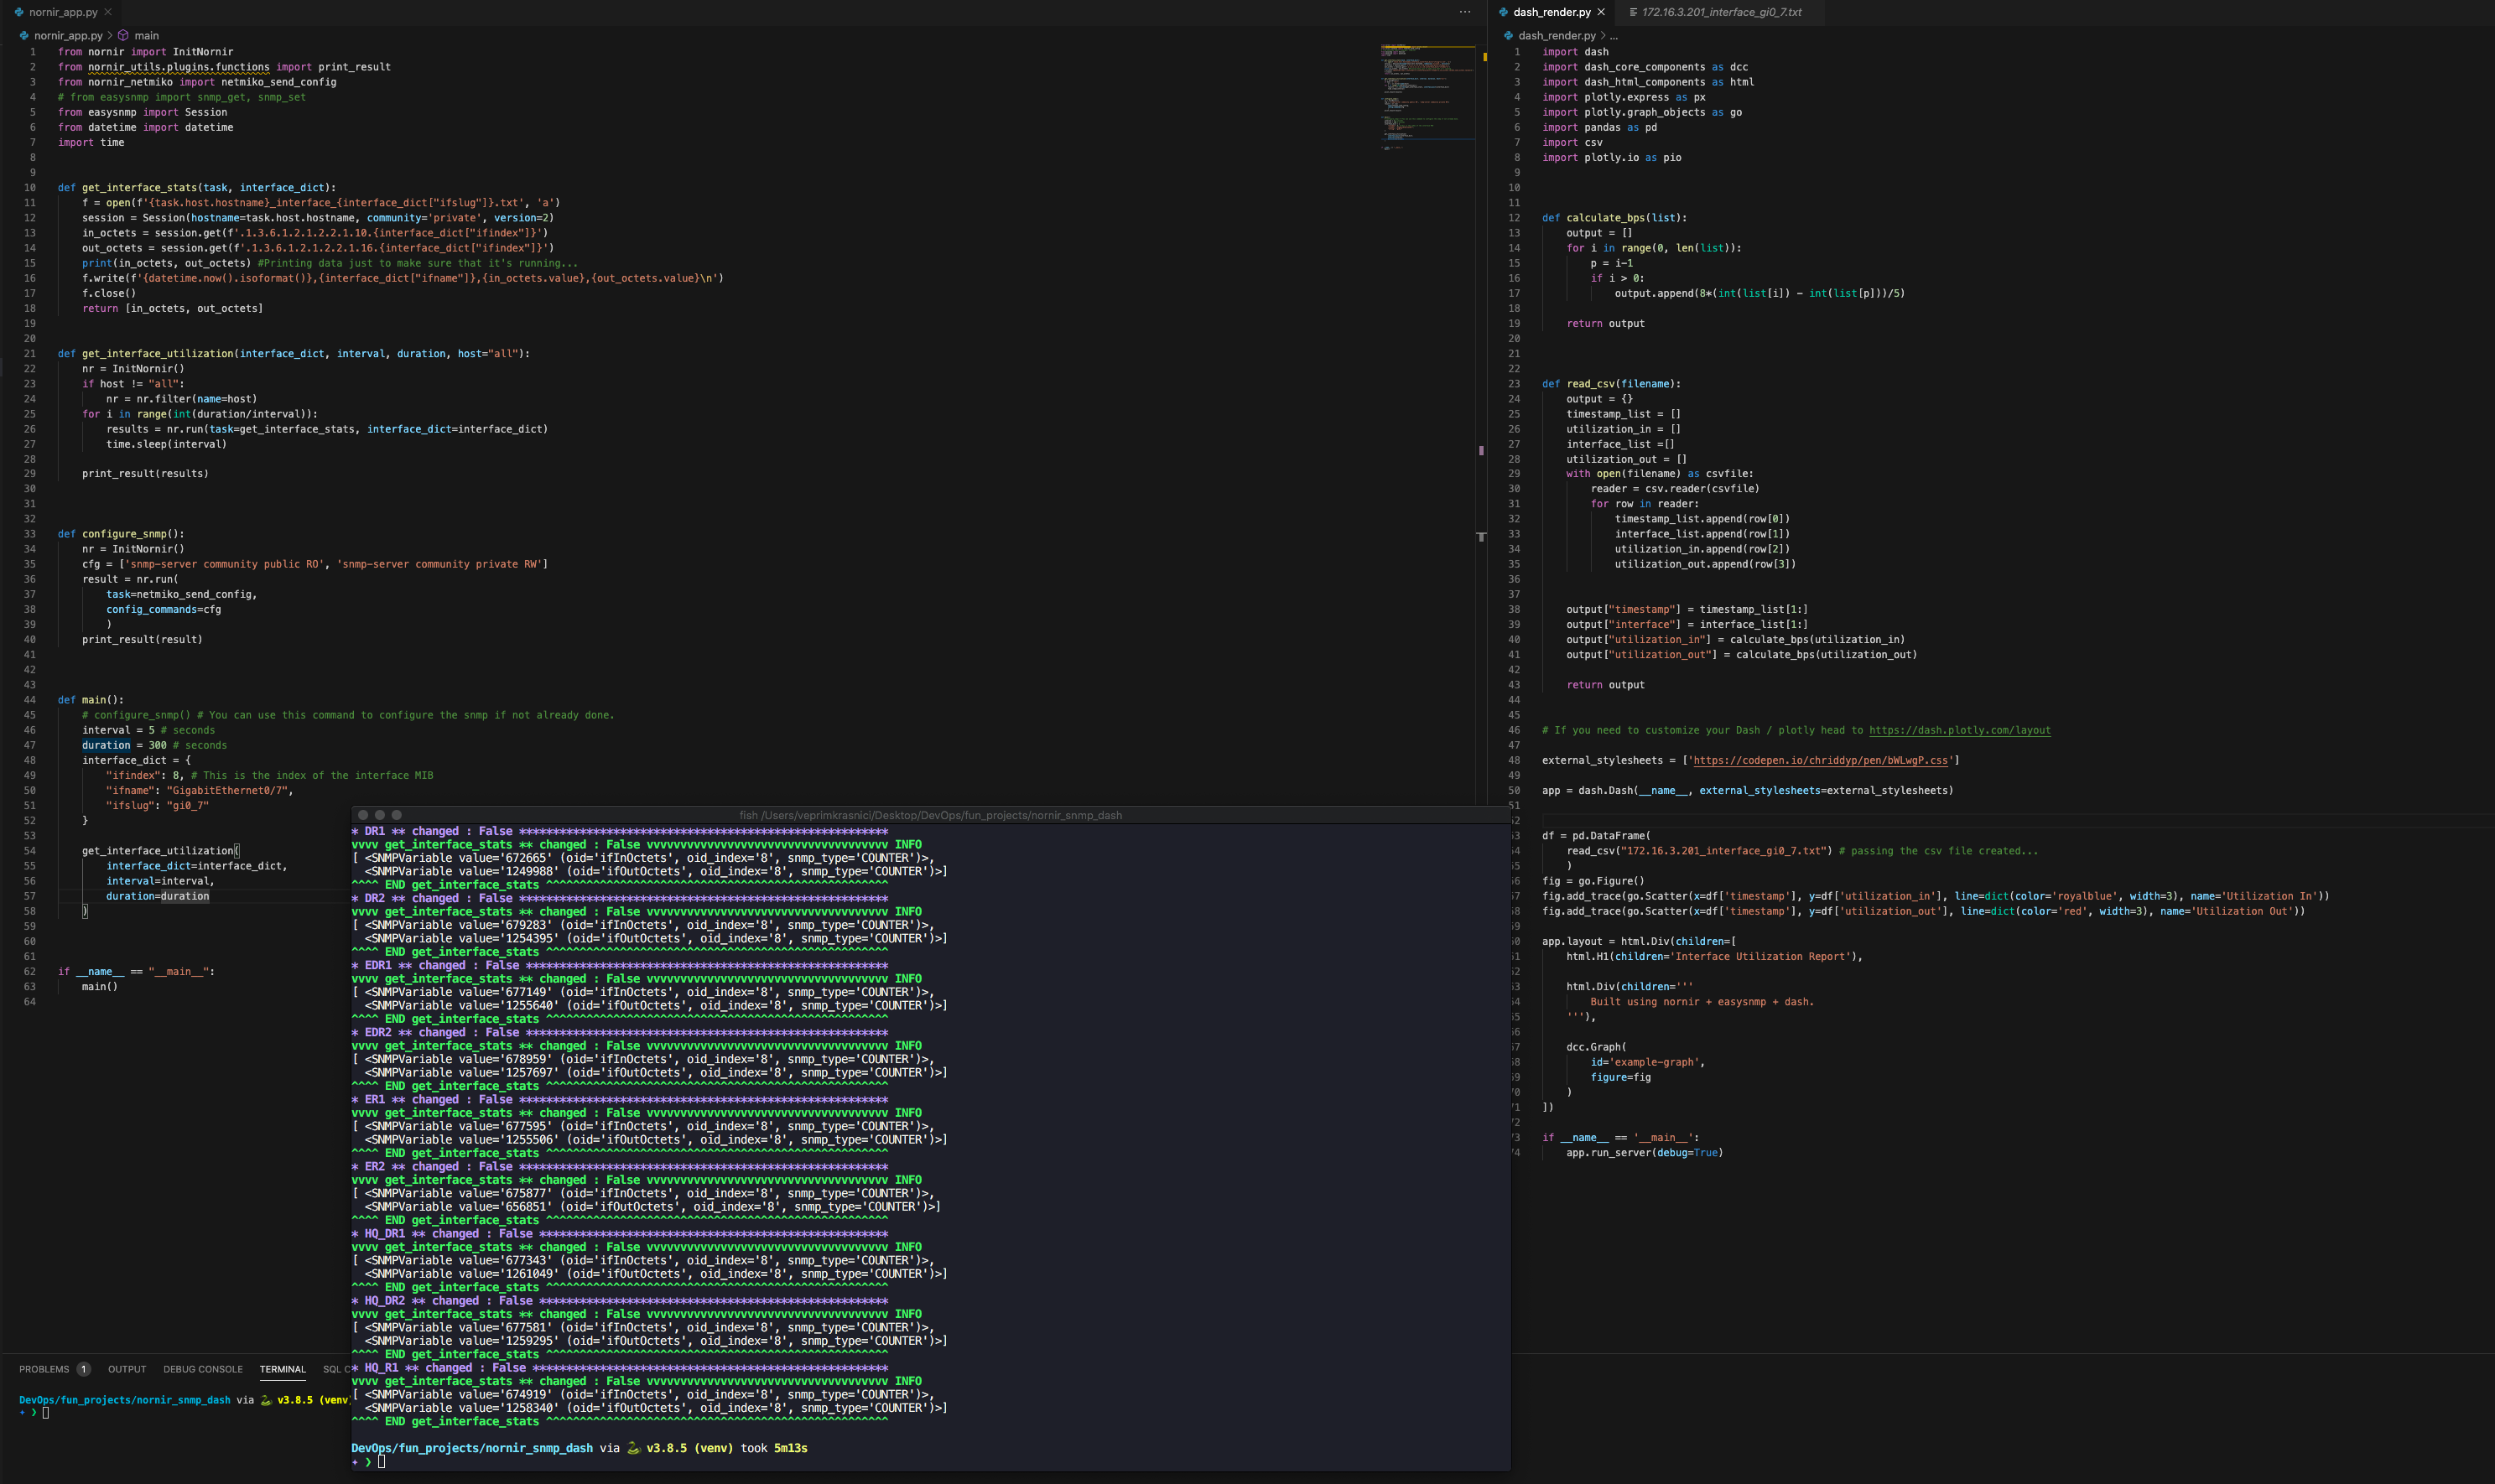 nornir_app.py
nornir_app.py > main
1 from nornir import InitNornir
2 from nornir_utils.plugins.functions import print_result
3 from nornir_netmiko import netmiko_send_config
4 # from easysnmp import snmp_get, snmp_set
5 from easysnmp import Session
6 from datetime import datetime
7 import time
8
9
10 def get_interface_stats(task, interface_dict):
11     f = open(f'{task.host.hostname}_interface_{interface_dict["ifslug"]}.txt', 'a')
12     session = Session(hostname=task.host.hostname, community='private', version=2)
13     in_octets = session.get(f'.1.3.6.1.2.1.2.2.1.10.{interface_dict["ifindex"]}')
14     out_octets = session.get(f'.1.3.6.1.2.1.2.2.1.16.{interface_dict["ifindex"]}')
15     print(in_octets, out_octets) #Printing data just to make sure that it's running...
16     f.write(f'{datetime.now().isoformat()},{interface_dict["ifname"]},{in_octets.value},{out_octets.value}\n')
17     f.close()
18     return [in_octets, out_octets]
19
20
21 def get_interface_utilization(interface_dict, interval, duration, host="all"):
22     nr = InitNornir()
23     if host != "all":
24         nr = nr.filter(name=host)
25     for i in range(int(duration/interval)):
26         results = nr.run(task=get_interface_stats, interface_dict=interface_dict)
27         time.sleep(interval)
28
29     print_result(results)
30
31
32
33 def configure_snmp():
34     nr = InitNornir()
35     cfg = ['snmp-server community public RO', 'snmp-server community private RW']
36     result = nr.run(
37         task=netmiko_send_config,
38         config_commands=cfg
39         )
40     print_result(result)
41
42
43
44 def main():
45     # configure_snmp() # You can use this command to configure the snmp if not already done.
46     interval = 5 # seconds
47     duration = 300 # seconds
48     interface_dict = {
49         "ifindex": 8, # This is the index of the interface MIB
50         "ifname": "GigabitEthernet0/7",
51         "ifslug": "gi0_7"
52     }
53
54     get_interface_utilization(
55         interface_dict=interface_dict,
56         interval=interval,
57         duration=duration
58     )
59
60
61
62 if __name__ == "__main__":
63     main()
64
dash_render.py 172.16.3.201_interface_gi0_7.txt
dash_render.py > ...
1 import dash
2 import dash_core_components as dcc
3 import dash_html_components as html
4 import plotly.express as px
5 import plotly.graph_objects as go
6 import pandas as pd
7 import csv
8 import plotly.io as pio
9
10
11
12 def calculate_bps(list):
13     output = []
14     for i in range(0, len(list)):
15         p = i-1
16         if i > 0:
17             output.append(8*(int(list[i]) - int(list[p]))/5)
18
19     return output
20
21
22
23 def read_csv(filename):
24     output = {}
25     timestamp_list = []
26     utilization_in = []
27     interface_list =[]
28     utilization_out = []
29     with open(filename) as csvfile:
30         reader = csv.reader(csvfile)
31         for row in reader:
32             timestamp_list.append(row[0])
33             interface_list.append(row[1])
34             utilization_in.append(row[2])
35             utilization_out.append(row[3])
36
37
38     output["timestamp"] = timestamp_list[1:]
39     output["interface"] = interface_list[1:]
40     output["utilization_in"] = calculate_bps(utilization_in)
41     output["utilization_out"] = calculate_bps(utilization_out)
42
43     return output
44
45
46 # If you need to customize your Dash / plotly head to https://dash.plotly.com/layout
47
48 external_stylesheets = ['https://codepen.io/chriddyp/pen/bWLwgP.css']
49
50 app = dash.Dash(__name__, external_stylesheets=external_stylesheets)
51
52
53 df = pd.DataFrame(
54     read_csv("172.16.3.201_interface_gi0_7.txt") # passing the csv file created...
55     )
56 fig = go.Figure()
57 fig.add_trace(go.Scatter(x=df['timestamp'], y=df['utilization_in'], line=dict(color='royalblue', width=3), name='Utilization In'))
58 fig.add_trace(go.Scatter(x=df['timestamp'], y=df['utilization_out'], line=dict(color='red', width=3), name='Utilization Out'))
59
60 app.layout = html.Div(children=[
61     html.H1(children='Interface Utilization Report'),
62
63     html.Div(children='''
64         Built using nornir + easysnmp + dash.
65     '''),
66
67     dcc.Graph(
68         id='example-graph',
69         figure=fig
70     )
71 ])
72
73 if __name__ == '__main__':
74     app.run_server(debug=True)
fish /Users/veprimkrasnici/Desktop/DevOps/fun_projects/nornir_snmp_dash
* DR1 ** changed : False ****************************************************
vvvv get_interface_stats ** changed : False vvvvvvvvvvvvvvvvvvvvvvvvvvvvvvvvvvvv INFO
[ <SNMPVariable value='672665' (oid='ifInOctets', oid_index='8', snmp_type='COUNTER')>,
  <SNMPVariable value='1249988' (oid='ifOutOctets', oid_index='8', snmp_type='COUNTER')>]
^^^^ END get_interface_stats ^^^^^^^^^^^^^^^^^^^^^^^^^^^^^^^^^^^^^^^^^^^^^^^^^^^
* DR2 ** changed : False ****************************************************
vvvv get_interface_stats ** changed : False vvvvvvvvvvvvvvvvvvvvvvvvvvvvvvvvvvvv INFO
[ <SNMPVariable value='679283' (oid='ifInOctets', oid_index='8', snmp_type='COUNTER')>,
  <SNMPVariable value='1254395' (oid='ifOutOctets', oid_index='8', snmp_type='COUNTER')>]
^^^^ END get_interface_stats ^^^^^^^^^^^^^^^^^^^^^^^^^^^^^^^^^^^^^^^^^^^^^^^^^^^
* EDR1 ** changed : False ***************************************************
vvvv get_interface_stats ** changed : False vvvvvvvvvvvvvvvvvvvvvvvvvvvvvvvvvvvv INFO
[ <SNMPVariable value='677149' (oid='ifInOctets', oid_index='8', snmp_type='COUNTER')>,
  <SNMPVariable value='1255640' (oid='ifOutOctets', oid_index='8', snmp_type='COUNTER')>]
^^^^ END get_interface_stats ^^^^^^^^^^^^^^^^^^^^^^^^^^^^^^^^^^^^^^^^^^^^^^^^^^^
* EDR2 ** changed : False ***************************************************
vvvv get_interface_stats ** changed : False vvvvvvvvvvvvvvvvvvvvvvvvvvvvvvvvvvvv INFO
[ <SNMPVariable value='678959' (oid='ifInOctets', oid_index='8', snmp_type='COUNTER')>,
  <SNMPVariable value='1257697' (oid='ifOutOctets', oid_index='8', snmp_type='COUNTER')>]
^^^^ END get_interface_stats ^^^^^^^^^^^^^^^^^^^^^^^^^^^^^^^^^^^^^^^^^^^^^^^^^^^
* ER1 ** changed : False ****************************************************
vvvv get_interface_stats ** changed : False vvvvvvvvvvvvvvvvvvvvvvvvvvvvvvvvvvvv INFO
[ <SNMPVariable value='677595' (oid='ifInOctets', oid_index='8', snmp_type='COUNTER')>,
  <SNMPVariable value='1255506' (oid='ifOutOctets', oid_index='8', snmp_type='COUNTER')>]
^^^^ END get_interface_stats ^^^^^^^^^^^^^^^^^^^^^^^^^^^^^^^^^^^^^^^^^^^^^^^^^^^
* ER2 ** changed : False ****************************************************
vvvv get_interface_stats ** changed : False vvvvvvvvvvvvvvvvvvvvvvvvvvvvvvvvvvvv INFO
[ <SNMPVariable value='675877' (oid='ifInOctets', oid_index='8', snmp_type='COUNTER')>,
  <SNMPVariable value='656851' (oid='ifOutOctets', oid_index='8', snmp_type='COUNTER')>]
^^^^ END get_interface_stats ^^^^^^^^^^^^^^^^^^^^^^^^^^^^^^^^^^^^^^^^^^^^^^^^^^^
* HQ_DR1 ** changed : False *************************************************
vvvv get_interface_stats ** changed : False vvvvvvvvvvvvvvvvvvvvvvvvvvvvvvvvvvvv INFO
[ <SNMPVariable value='677343' (oid='ifInOctets', oid_index='8', snmp_type='COUNTER')>,
  <SNMPVariable value='1261049' (oid='ifOutOctets', oid_index='8', snmp_type='COUNTER')>]
^^^^ END get_interface_stats ^^^^^^^^^^^^^^^^^^^^^^^^^^^^^^^^^^^^^^^^^^^^^^^^^^^
* HQ_DR2 ** changed : False *************************************************
vvvv get_interface_stats ** changed : False vvvvvvvvvvvvvvvvvvvvvvvvvvvvvvvvvvvv INFO
[ <SNMPVariable value='677581' (oid='ifInOctets', oid_index='8', snmp_type='COUNTER')>,
  <SNMPVariable value='1259295' (oid='ifOutOctets', oid_index='8', snmp_type='COUNTER')>]
^^^^ END get_interface_stats ^^^^^^^^^^^^^^^^^^^^^^^^^^^^^^^^^^^^^^^^^^^^^^^^^^^
* HQ_R1 ** changed : False **************************************************
vvvv get_interface_stats ** changed : False vvvvvvvvvvvvvvvvvvvvvvvvvvvvvvvvvvvv INFO
[ <SNMPVariable value='674919' (oid='ifInOctets', oid_index='8', snmp_type='COUNTER')>,
  <SNMPVariable value='1258340' (oid='ifOutOctets', oid_index='8', snmp_type='COUNTER')>]
^^^^ END get_interface_stats ^^^^^^^^^^^^^^^^^^^^^^^^^^^^^^^^^^^^^^^^^^^^^^^^^^^
DevOps/fun_projects/nornir_snmp_dash via v3.8.5 (venv) took 5m13s
PROBLEMS 1 OUTPUT DEBUG CONSOLE TERMINAL SQL C
DevOps/fun_projects/nornir_snmp_dash via v3.8.5 (venv)